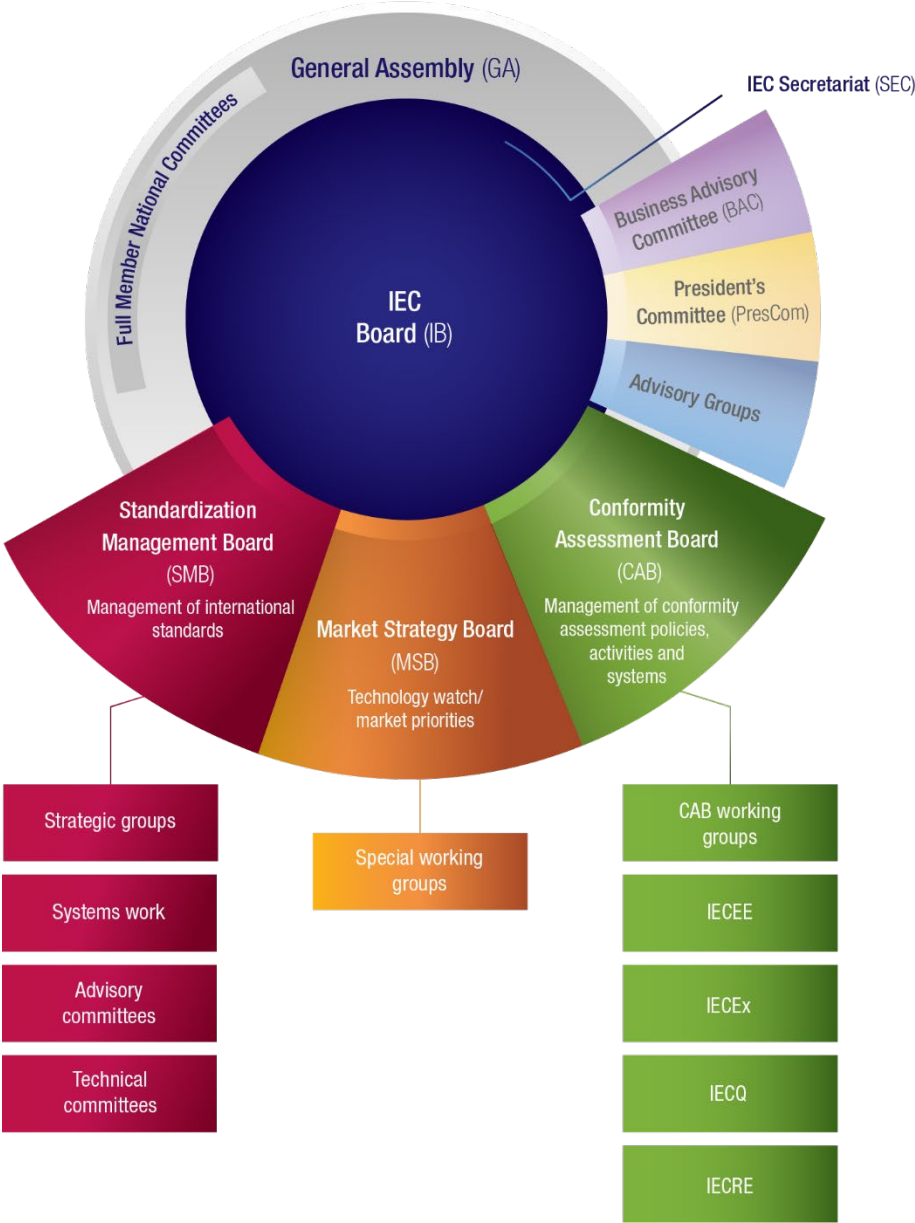 General Assembly (GA)
IEC Secretariat (SEC)
Full Member National Committees
Business Advisory
Committee (BAC)
IEC
Board (IB)
President's
Committee (PresCom)
Advisory Groups
Standardization
Management Board
(SMB)
Management of international
standards
Market Strategy Board
(MSB)
Technology watch/
market priorities
Conformity
Assessment Board
(CAB)
Management of conformity
assessment policies,
activities and
systems
Strategic groups
Systems work
Advisory
committees
Technical
committees
Special working
groups
CAB working
groups
IECEE
IECEx
IECQ
IECRE